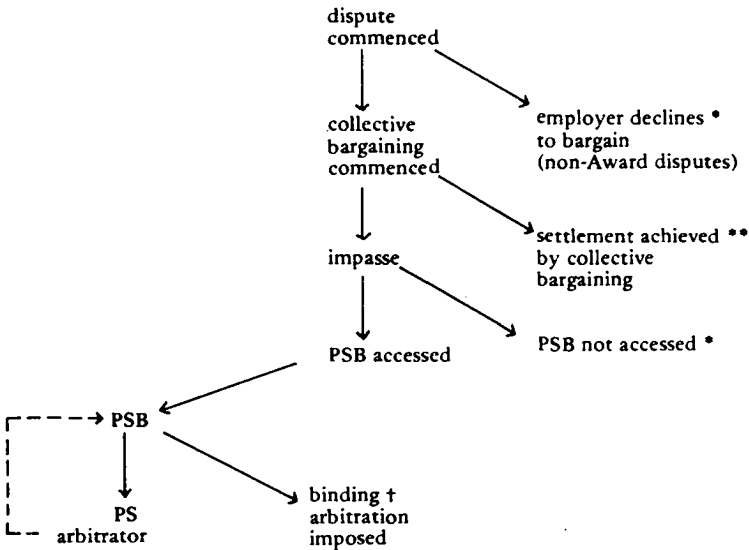 dispute
commenced
collective
bargaining
commenced
employer declines *
to bargain
(non-Award disputes)
settlement achieved **
by collective
bargaining
impasse
PSB accessed
PSB not accessed *
PSB
PS
arbitrator
binding †
arbitration
imposed